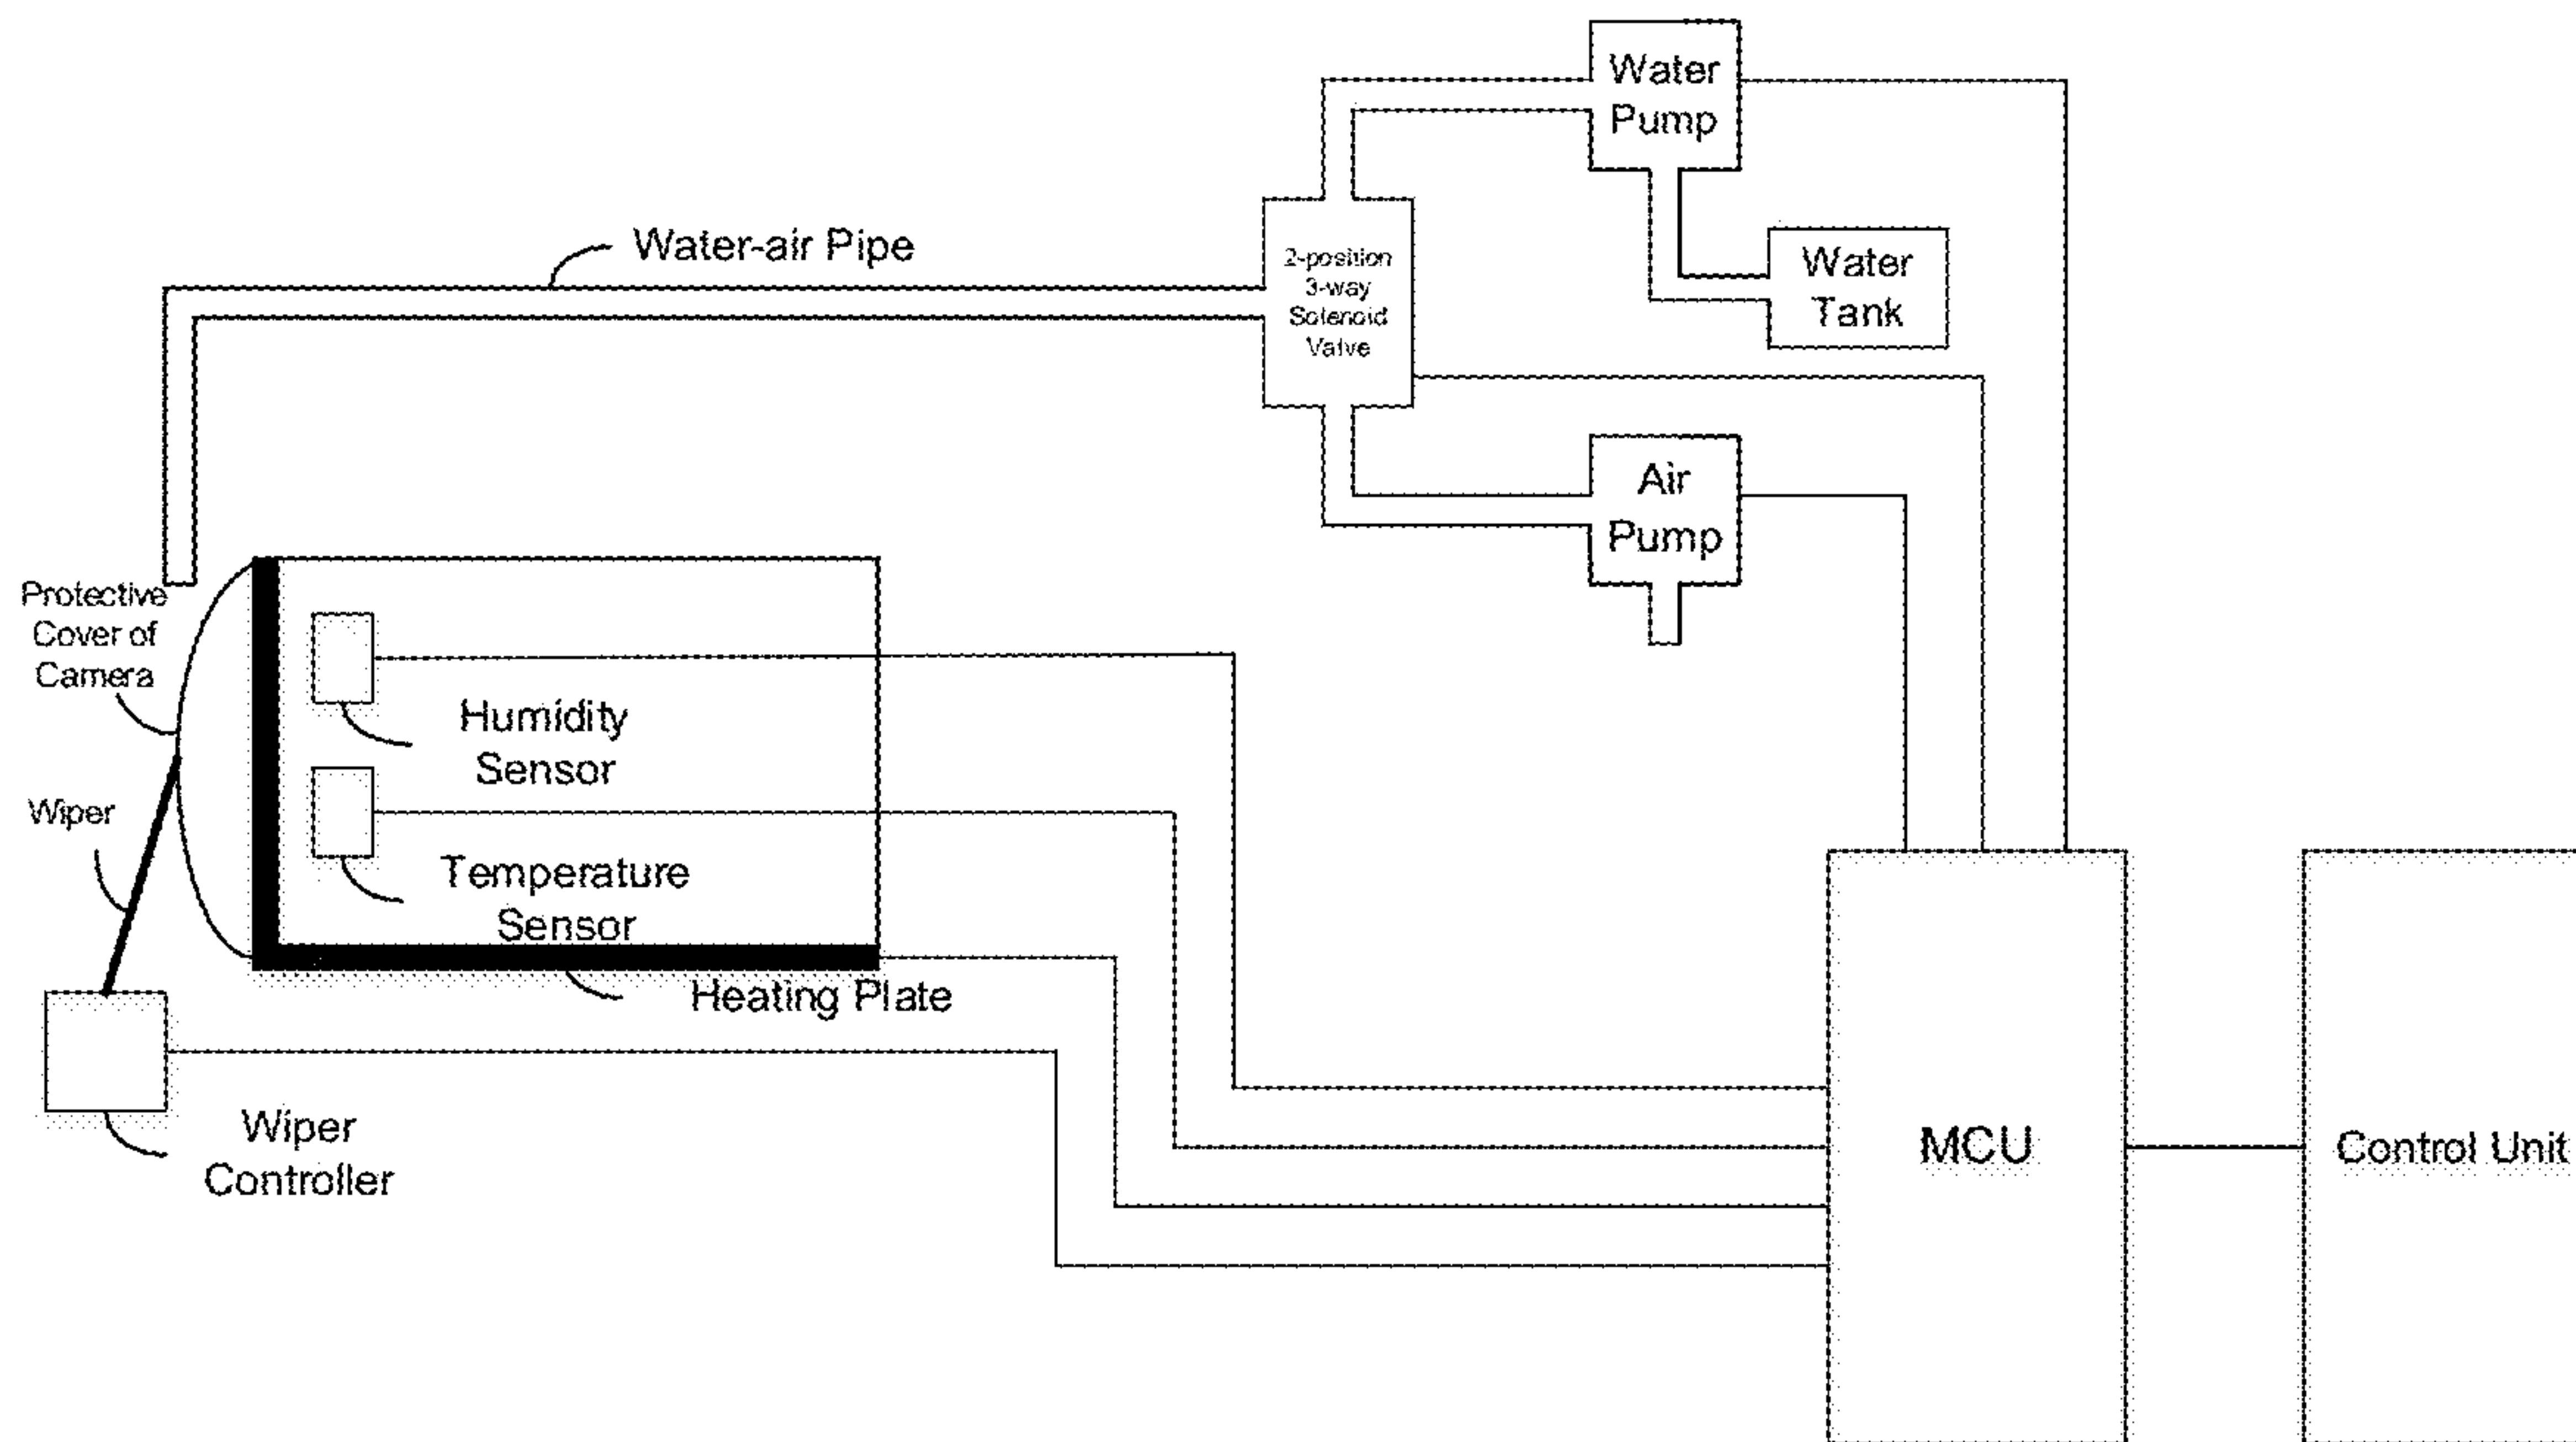 Water
Pump
Water-air Pipe
2-position
3-way
Solenoid
Valve
Water
Tank
Air
Pump
Protective
Cover of
Camera
Humidity
Sensor
Wiper
Temperature
Sensor
Heating Plate
Wiper
Controller
MCU
Control Unit